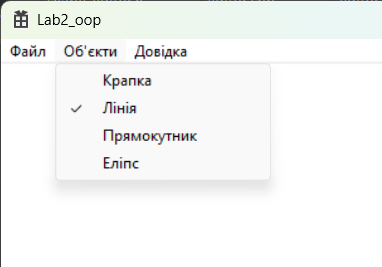 Lab2_oop
Файл Об'єкти Довідка
Крапка
Лінія
Прямокутник
Еліпс